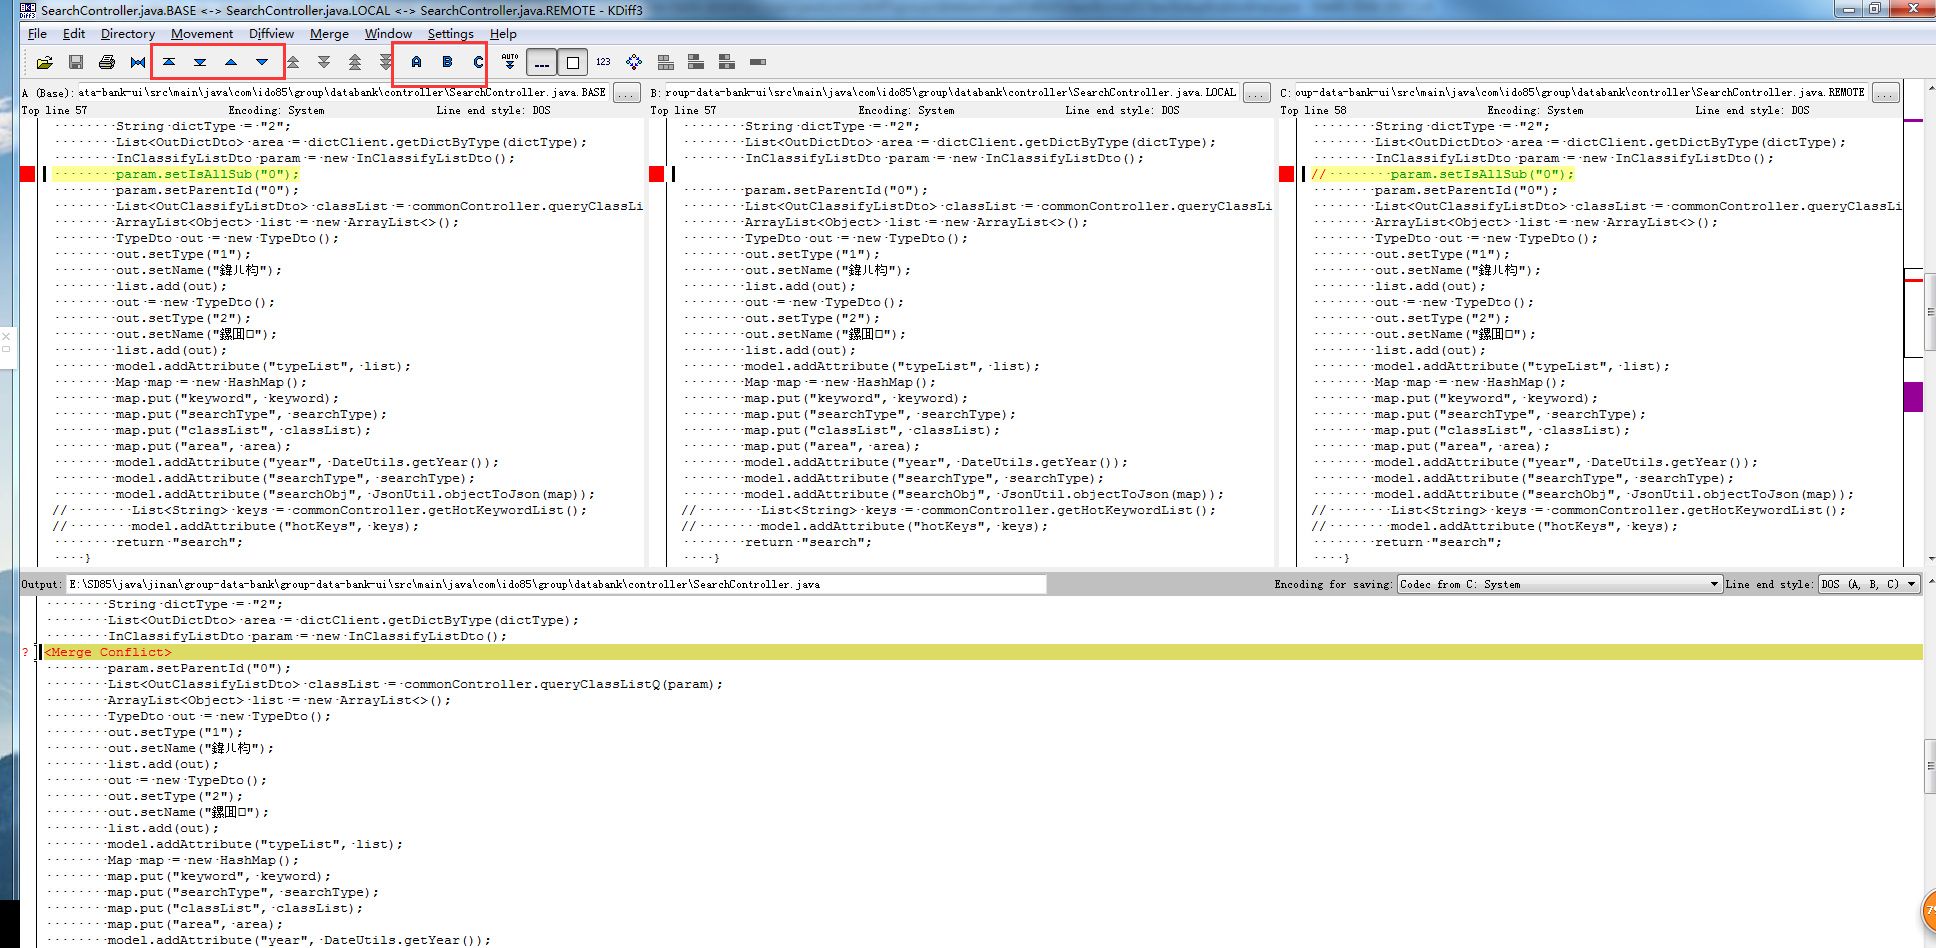 SearchController.java.BASE <-> SearchController.java.LOCAL <-> SearchController.java.REMOTE - KDiff3
File Edit Directory Movement Diffview Merge Window Settings Help
A B C AUTO 123
A (Base): ata-bank-ui\src\main\java\com\ido85\group\databank\controller\SearchController.java.BASE ...
Top line 57 Encoding: System Line end style: DOS
String dictType = "2";
List<OutDictDto> area = dictClient.getDictByType(dictType);
InClassifyListDto param = new InClassifyListDto();
param.setIsAllSub("0");
param.setParentId("0");
List<OutClassifyListDto> classList = commonController.queryClassLi
ArrayList<Object> list = new ArrayList<>();
TypeDto out = new TypeDto();
out.setType("1");
out.setName("鍏ㄦ枃");
list.add(out);
out = new TypeDto();
out.setType("2");
out.setName("鏍囬□");
list.add(out);
model.addAttribute("typeList", list);
Map map = new HashMap();
map.put("keyword", keyword);
map.put("searchType", searchType);
map.put("classList", classList);
map.put("area", area);
model.addAttribute("year", DateUtils.getYear());
model.addAttribute("searchType", searchType);
model.addAttribute("searchObj", JsonUtil.objectToJson(map));
// List<String> keys = commonController.getHotKeywordList();
// model.addAttribute("hotKeys", keys);
return "search";
}
B: roup-data-bank-ui\src\main\java\com\ido85\group\databank\controller\SearchController.java.LOCAL ...
Top line 57 Encoding: System Line end style: DOS
String dictType = "2";
List<OutDictDto> area = dictClient.getDictByType(dictType);
InClassifyListDto param = new InClassifyListDto();
param.setParentId("0");
List<OutClassifyListDto> classList = commonController.queryClassLi
ArrayList<Object> list = new ArrayList<>();
TypeDto out = new TypeDto();
out.setType("1");
out.setName("鍏ㄦ枃");
list.add(out);
out = new TypeDto();
out.setType("2");
out.setName("鏍囬□");
list.add(out);
model.addAttribute("typeList", list);
Map map = new HashMap();
map.put("keyword", keyword);
map.put("searchType", searchType);
map.put("classList", classList);
map.put("area", area);
model.addAttribute("year", DateUtils.getYear());
model.addAttribute("searchType", searchType);
model.addAttribute("searchObj", JsonUtil.objectToJson(map));
// List<String> keys = commonController.getHotKeywordList();
// model.addAttribute("hotKeys", keys);
return "search";
}
C: oup-data-bank-ui\src\main\java\com\ido85\group\databank\controller\SearchController.java.REMOTE ...
Top line 58 Encoding: System Line end style: DOS
String dictType = "2";
List<OutDictDto> area = dictClient.getDictByType(dictType);
InClassifyListDto param = new InClassifyListDto();
// param.setIsAllSub("0");
param.setParentId("0");
List<OutClassifyListDto> classList = commonController.queryClassLi
ArrayList<Object> list = new ArrayList<>();
TypeDto out = new TypeDto();
out.setType("1");
out.setName("鍏ㄦ枃");
list.add(out);
out = new TypeDto();
out.setType("2");
out.setName("鏍囬□");
list.add(out);
model.addAttribute("typeList", list);
Map map = new HashMap();
map.put("keyword", keyword);
map.put("searchType", searchType);
map.put("classList", classList);
map.put("area", area);
model.addAttribute("year", DateUtils.getYear());
model.addAttribute("searchType", searchType);
model.addAttribute("searchObj", JsonUtil.objectToJson(map));
// List<String> keys = commonController.getHotKeywordList();
// model.addAttribute("hotKeys", keys);
return "search";
}
Output: E:\SD85\java\jinan\group-data-bank\group-data-bank-ui\src\main\java\com\ido85\group\databank\controller\SearchController.java Encoding for saving: Codec from C: System Line end style: DOS (A, B, C)
String dictType = "2";
List<OutDictDto> area = dictClient.getDictByType(dictType);
InClassifyListDto param = new InClassifyListDto();
? <Merge Conflict>
param.setParentId("0");
List<OutClassifyListDto> classList = commonController.queryClassListQ(param);
ArrayList<Object> list = new ArrayList<>();
TypeDto out = new TypeDto();
out.setType("1");
out.setName("鍏ㄦ枃");
list.add(out);
out = new TypeDto();
out.setType("2");
out.setName("鏍囬□");
list.add(out);
model.addAttribute("typeList", list);
Map map = new HashMap();
map.put("keyword", keyword);
map.put("searchType", searchType);
map.put("classList", classList);
map.put("area", area);
model.addAttribute("year", DateUtils.getYear());